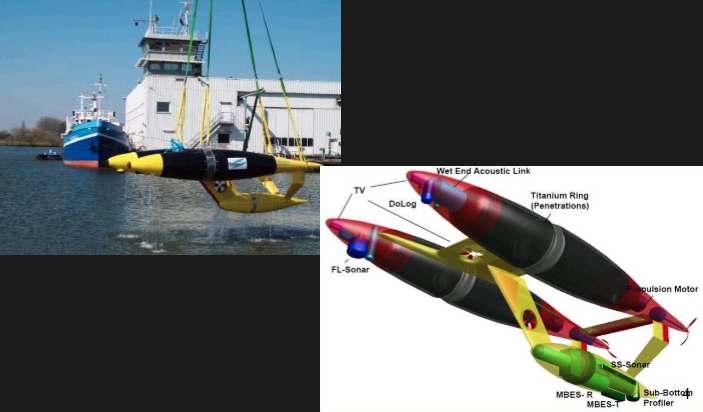 Wet End Acoustic Link
TV
Titanium Ring
(Penetrations)
DoLog
FL-Sonar
Propulsion Motor
SS-Sonar
MBES- R
MBES-T
Sub-Bottom
Profiler
4